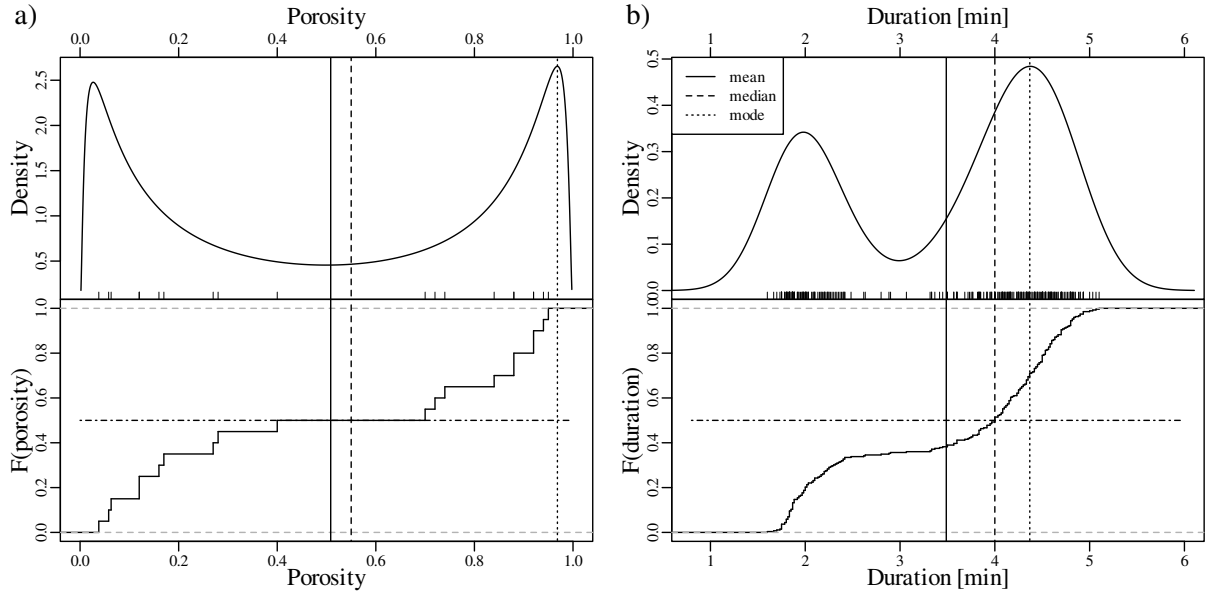 a)
Porosity
0.0 0.2 0.4 0.6 0.8 1.0
Density
0.5 1.0 1.5 2.0 2.5
F(porosity)
0.0 0.2 0.4 0.6 0.8
0.0 0.2 0.4 0.6 0.8 1.0
Porosity
b)
Duration [min]
1 2 3 4 5 6
mean
median
mode
Density
0.0 0.1 0.2 0.3 0.4 0.5
F(duration)
0.0 0.2 0.4 0.6 0.8
1 2 3 4 5 6
Duration [min]